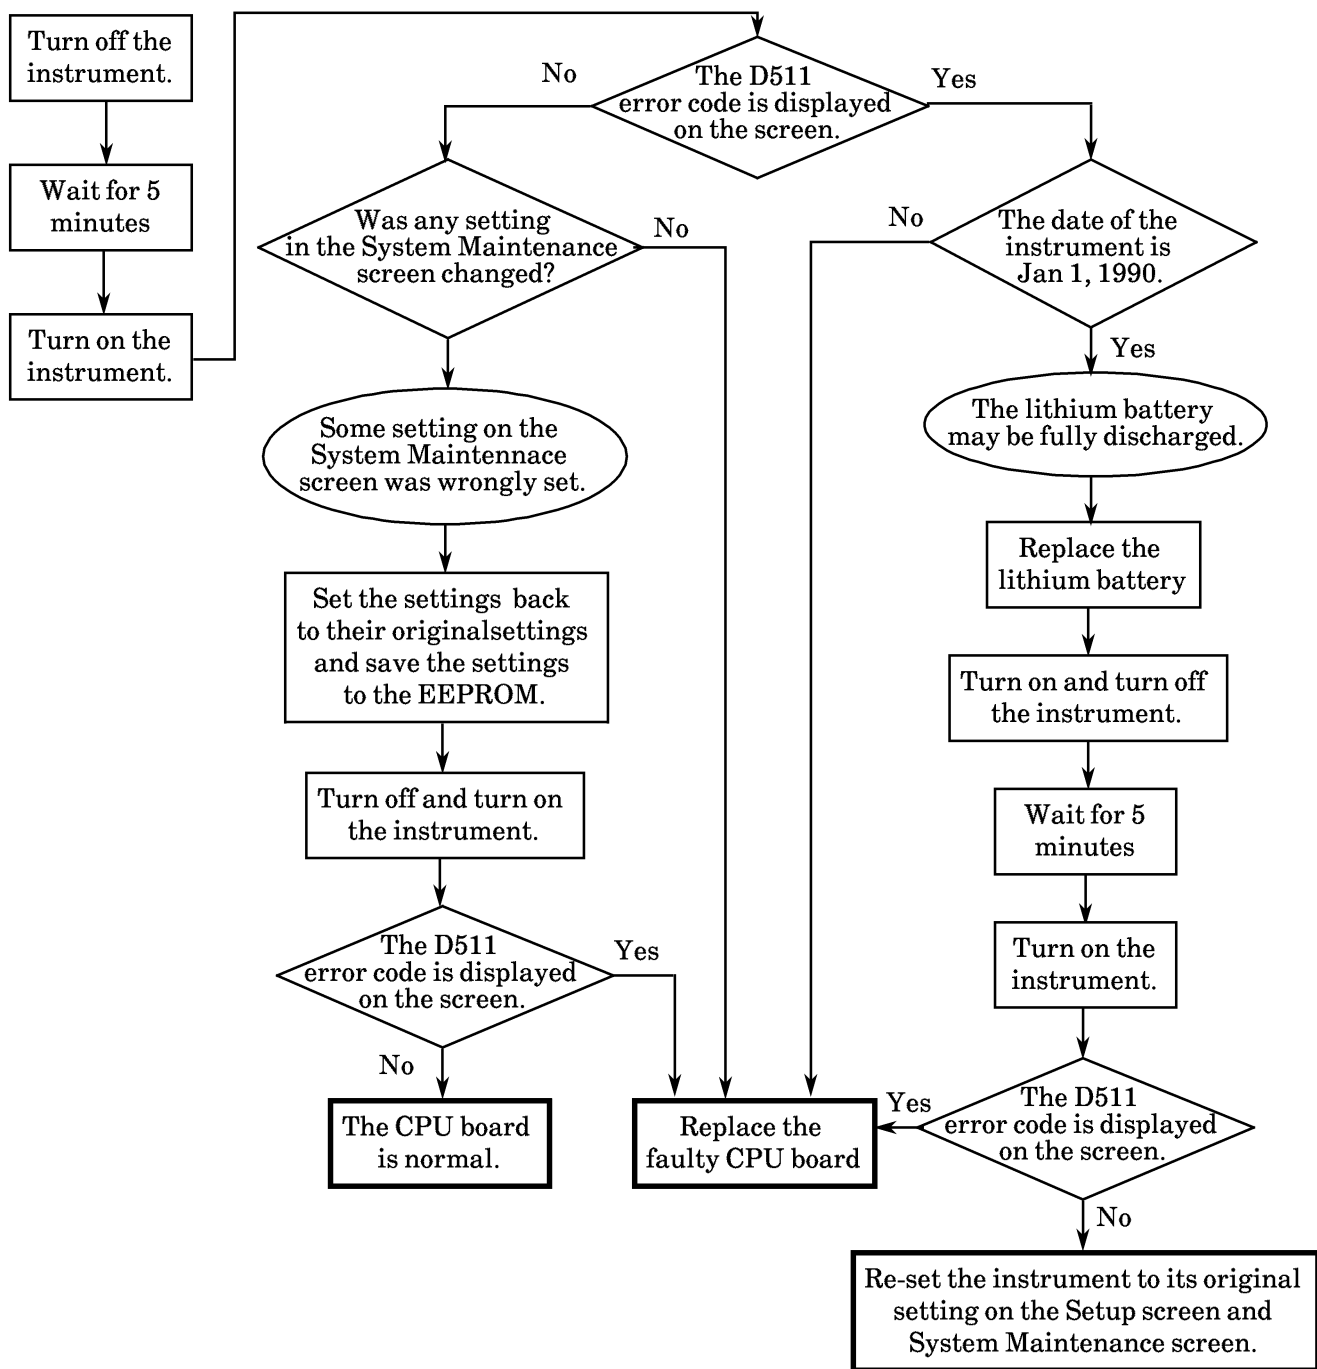 Turn off the
instrument.
Wait for 5
minutes
Turn on the
instrument.
The D511
error code is displayed
on the screen.
No
Yes
Was any setting
in the System Maintenance
screen changed?
No
Some setting on the
System Maintennace
screen was wrongly set.
Set the settings back
to their originalsettings
and save the settings
to the EEPROM.
Turn off and turn on
the instrument.
The D511
error code is displayed
on the screen.
Yes
No
The CPU board
is normal.
Replace the
faulty CPU board
The date of the
instrument is
Jan 1, 1990.
No
Yes
The lithium battery
may be fully discharged.
Replace the
lithium battery
Turn on and turn off
the instrument.
Wait for 5
minutes
Turn on the
instrument.
The D511
error code is displayed
on the screen.
Yes
No
Re-set the instrument to its original
setting on the Setup screen and
System Maintenance screen.